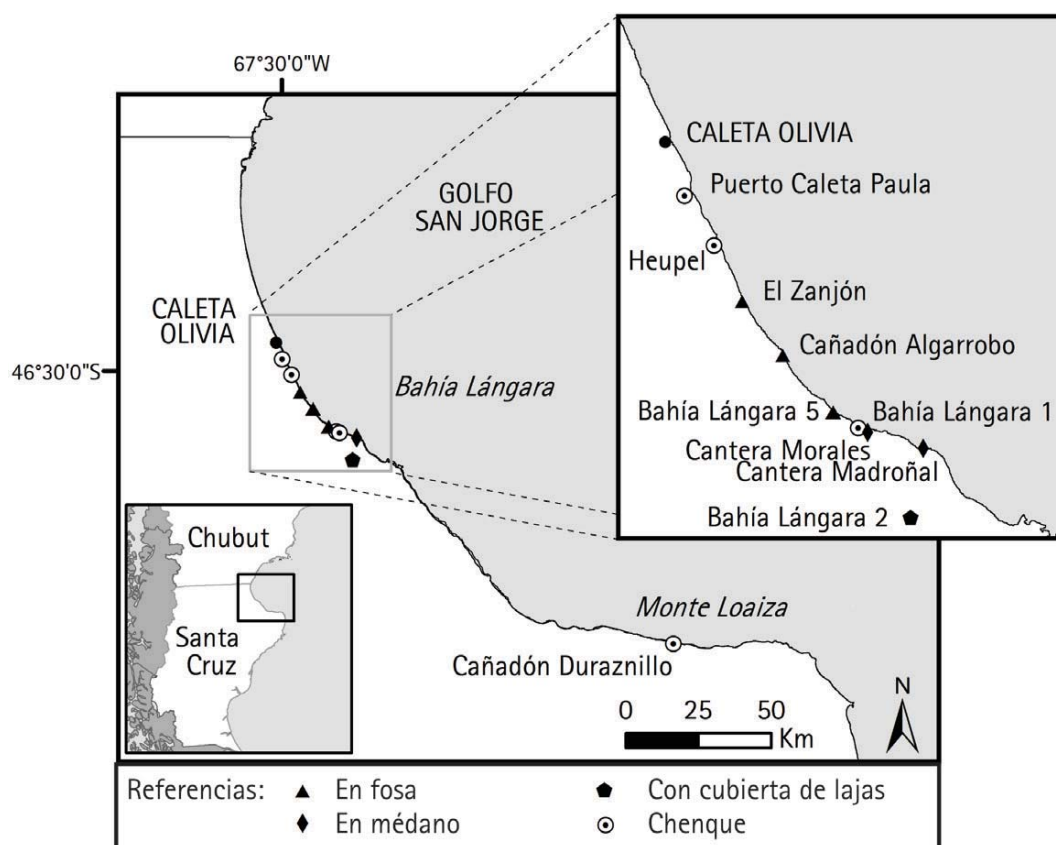 67°30'0"W
46°30'0"S
GOLFO
SAN JORGE
CALETA
OLIVIA
Bahía Lángara
Monte Loaiza
Cañadón Duraznillo
0 25 50
Km
N
Chubut
Santa
Cruz
CALETA OLIVIA
Puerto Caleta Paula
Heupel
El Zanjón
Cañadón Algarrobo
Bahía Lángara 5 Bahía Lángara 1
Cantera Morales
Cantera Madroñal
Bahía Lángara 2
Referencias: En fosa Con cubierta de lajas
En médano Chenque